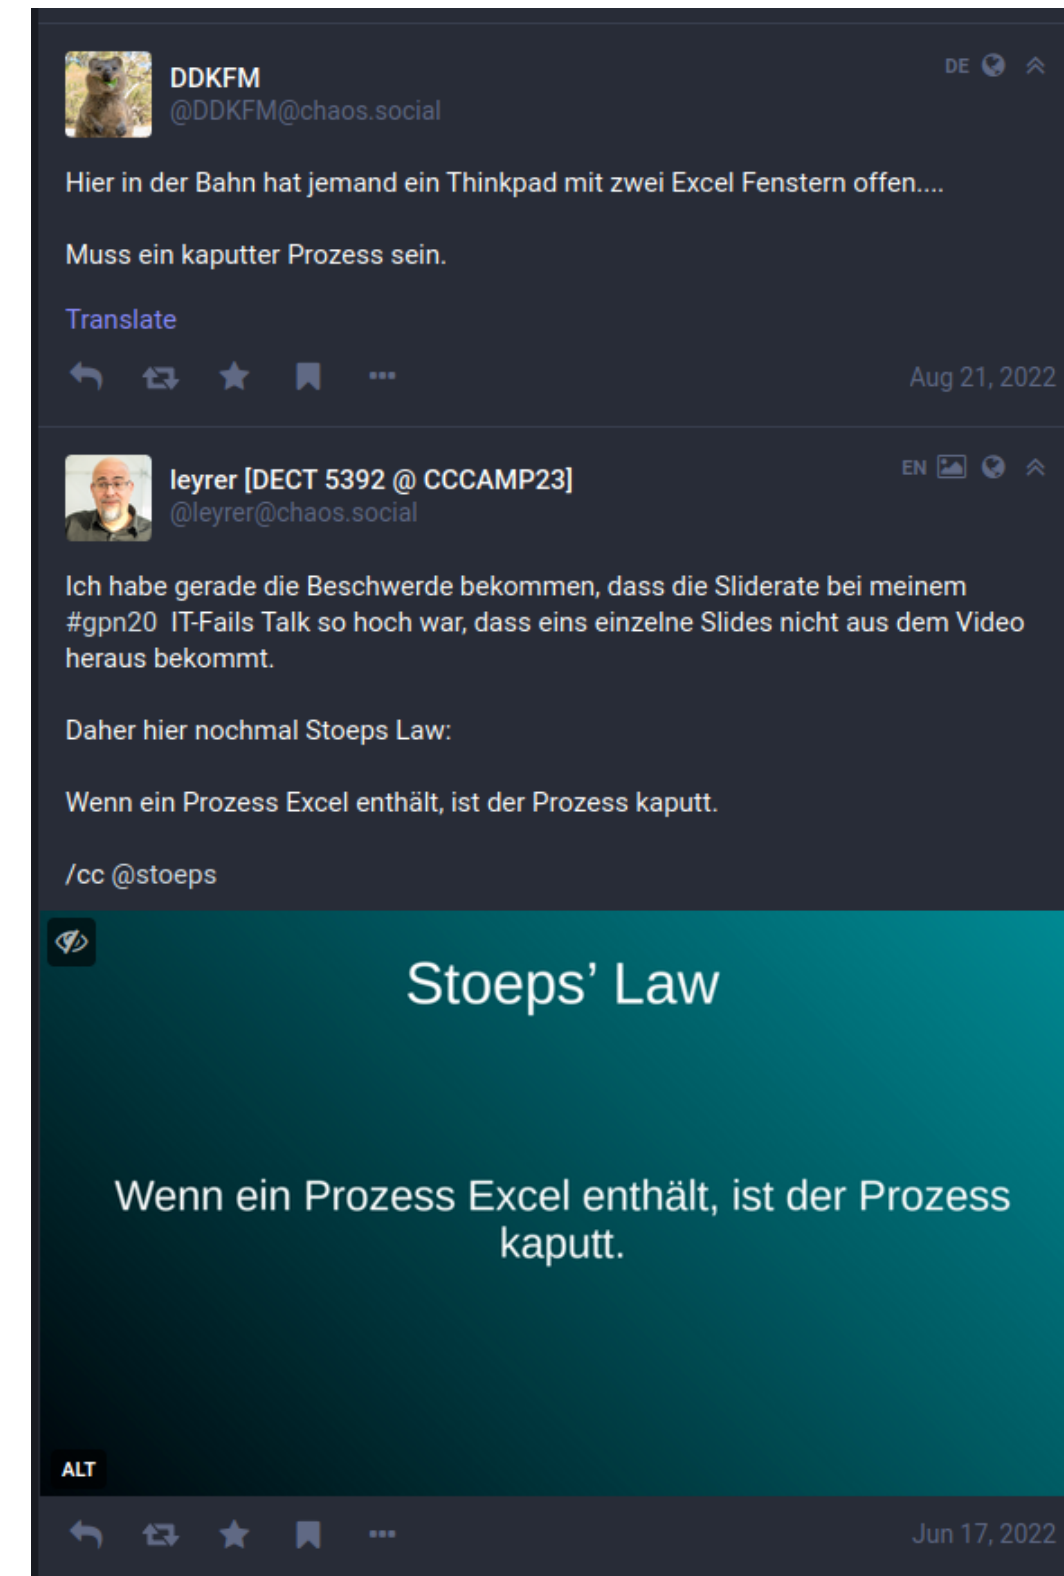 DDKFM
DE
@DDKFM@chaos.social
Hier in der Bahn hat jemand ein Thinkpad mit zwei Excel Fenstern offen....
Muss ein kaputter Prozess sein.
Translate
Aug 21, 2022
leyrer [DECT 5392 @ CCCAMP23]
EN
@leyrer@chaos.social
Ich habe gerade die Beschwerde bekommen, dass die Sliderate bei meinem
#gpn20 IT-Fails Talk so hoch war, dass eins einzelne Slides nicht aus dem Video
heraus bekommt.
Daher hier nochmal Stoeps Law:
Wenn ein Prozess Excel enthält, ist der Prozess kaputt.
/cc @stoeps
Stoeps’ Law
Wenn ein Prozess Excel enthält, ist der Prozess
kaputt.
ALT
Jun 17, 2022